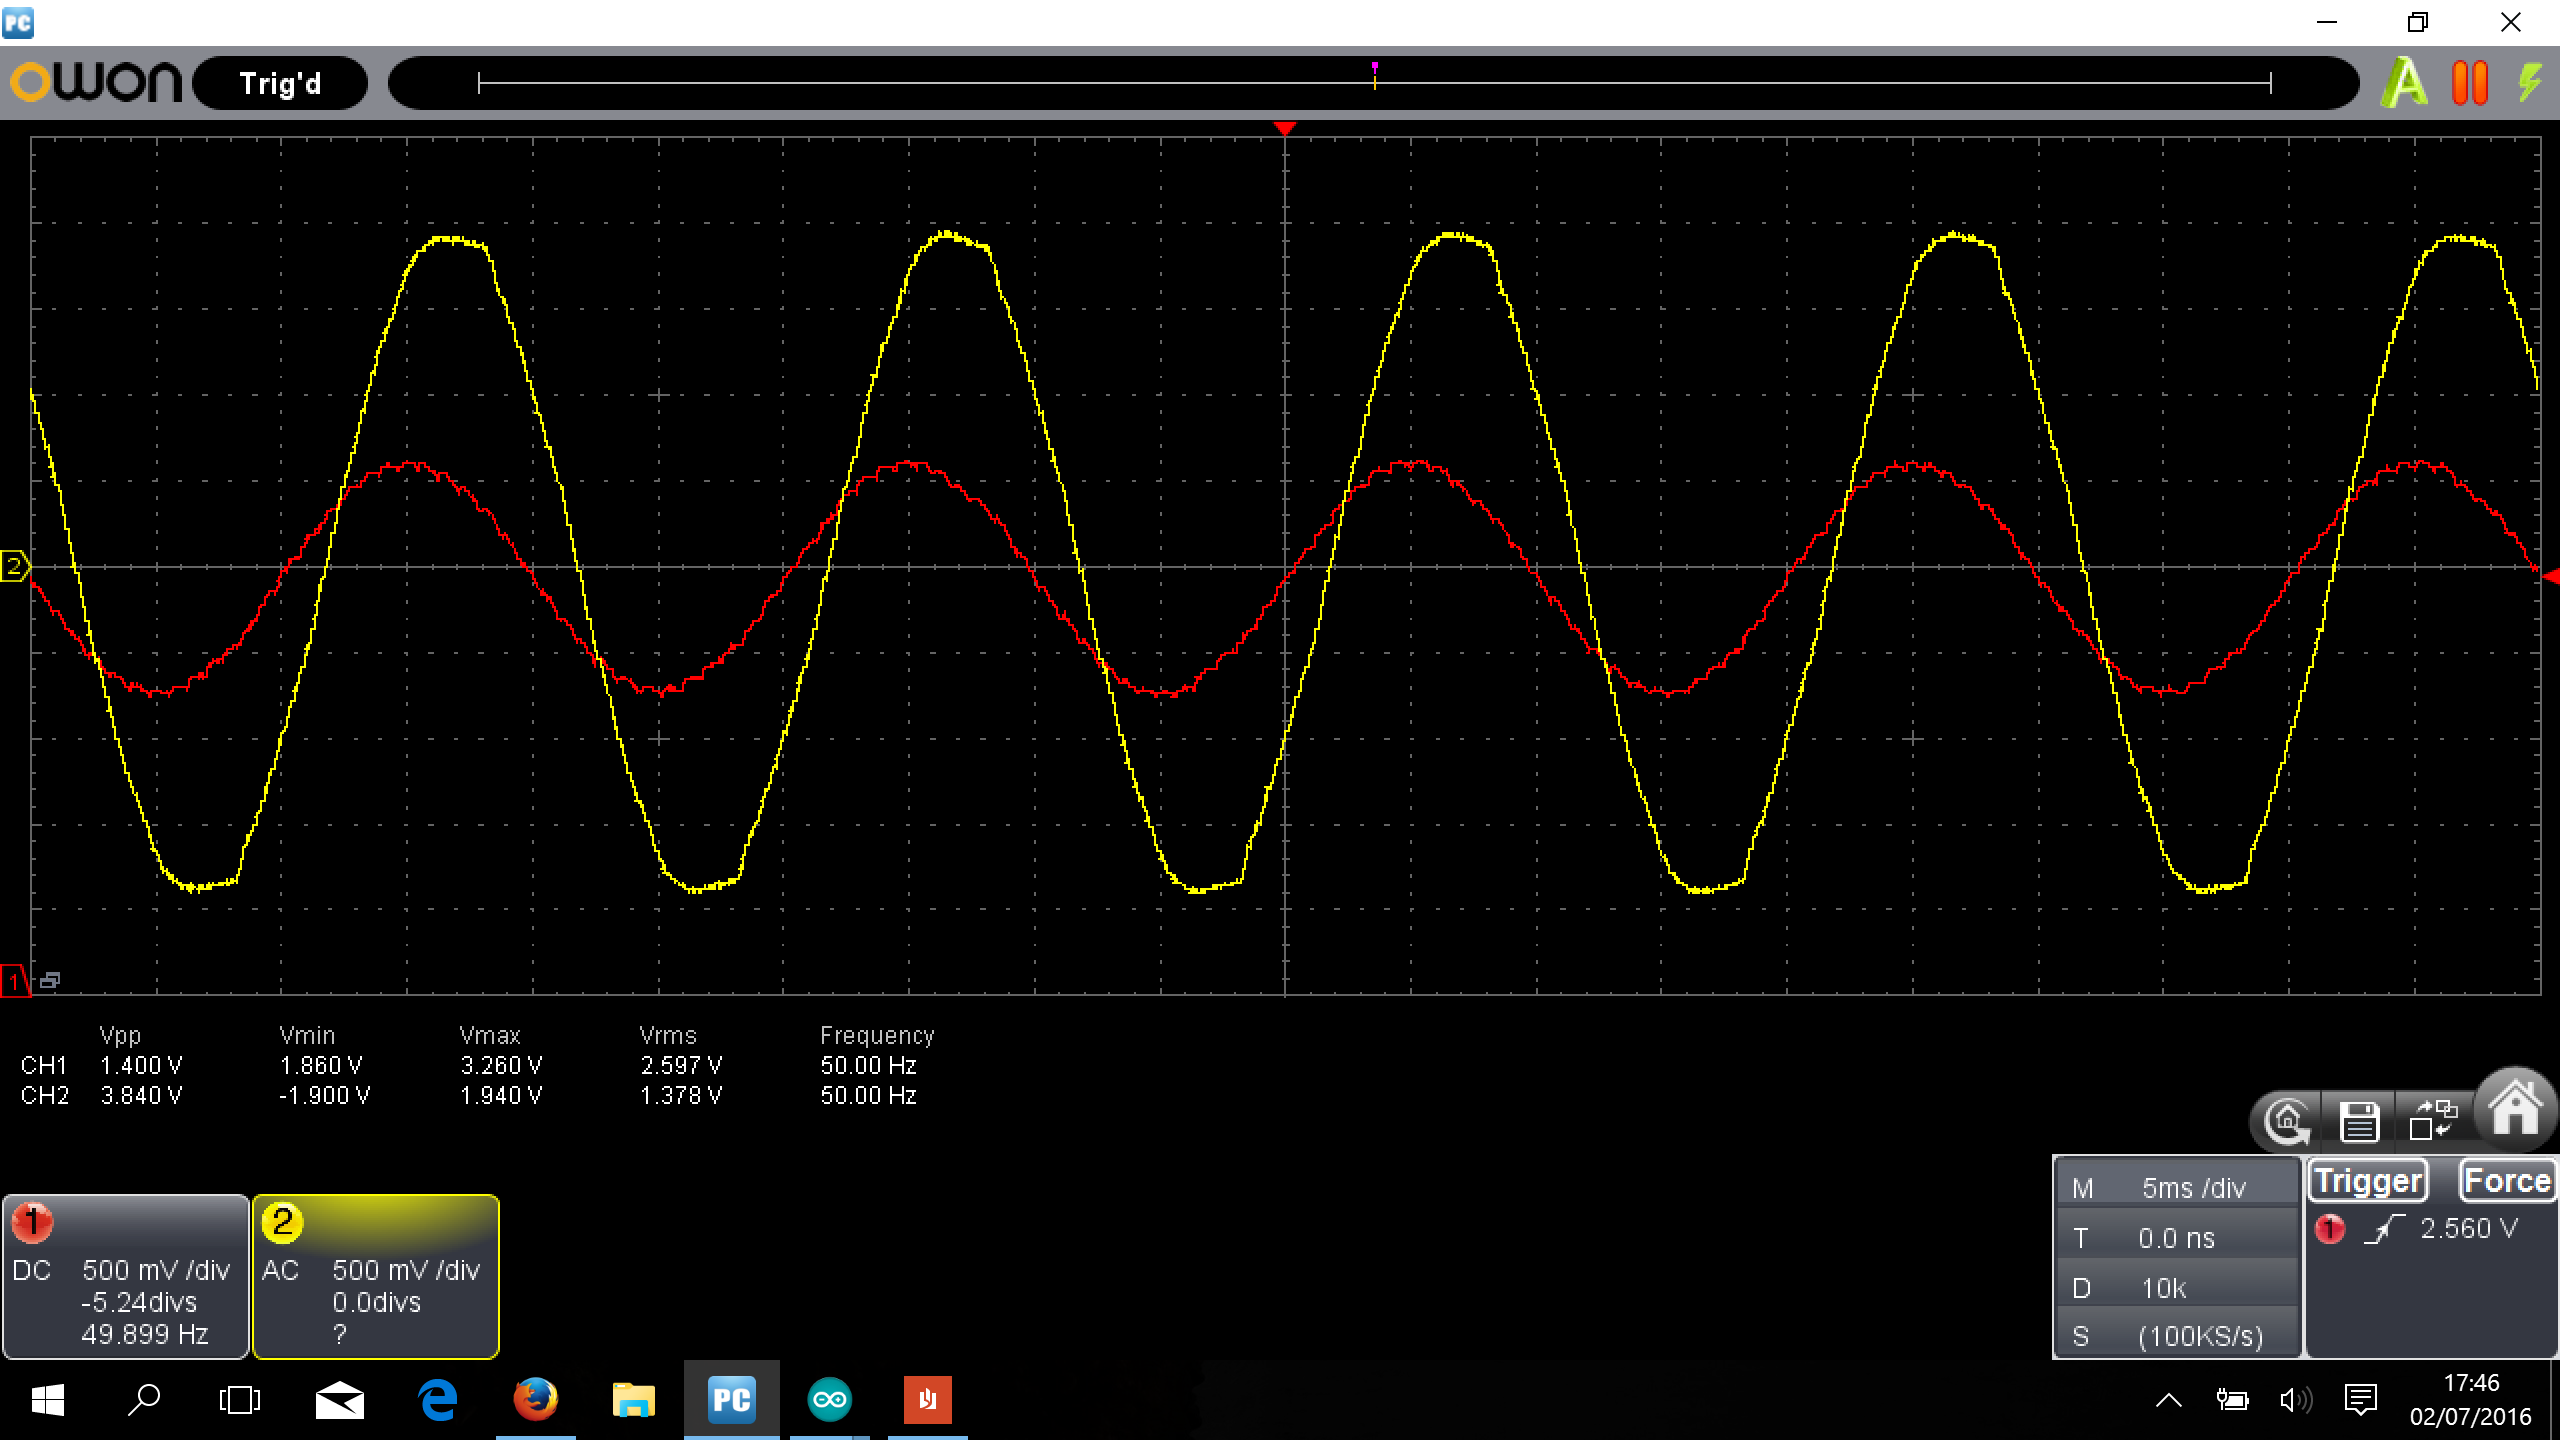 PC
owon
Trig'd
2
1
Vpp Vmin Vmax Vrms Frequency
CH1 1.400 V 1.860 V 3.260 V 2.597 V 50.00 Hz
CH2 3.840 V -1.900 V 1.940 V 1.378 V 50.00 Hz
1
DC 500 mV /div
-5.24divs
49.899 Hz
2
AC 500 mV /div
0.0divs
?
M 5ms /div
T 0.0 ns
D 10k
S (100KS/s)
Trigger Force
1 2.560 V
PC
17:46
02/07/2016